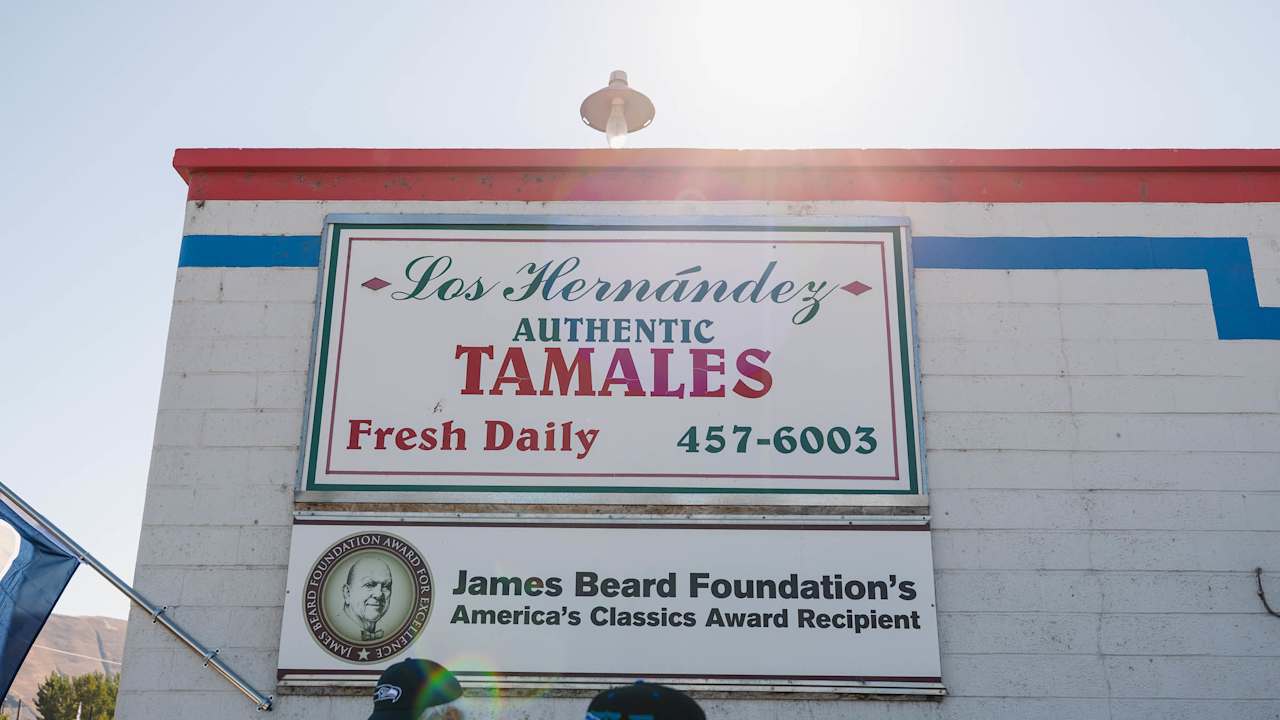 Los Hernández
AUTHENTIC
TAMALES
Fresh Daily 457-6003
JAMES BEARD FOUNDATION AWARD FOR EXCELLENCE
James Beard Foundation's
America's Classics Award Recipient